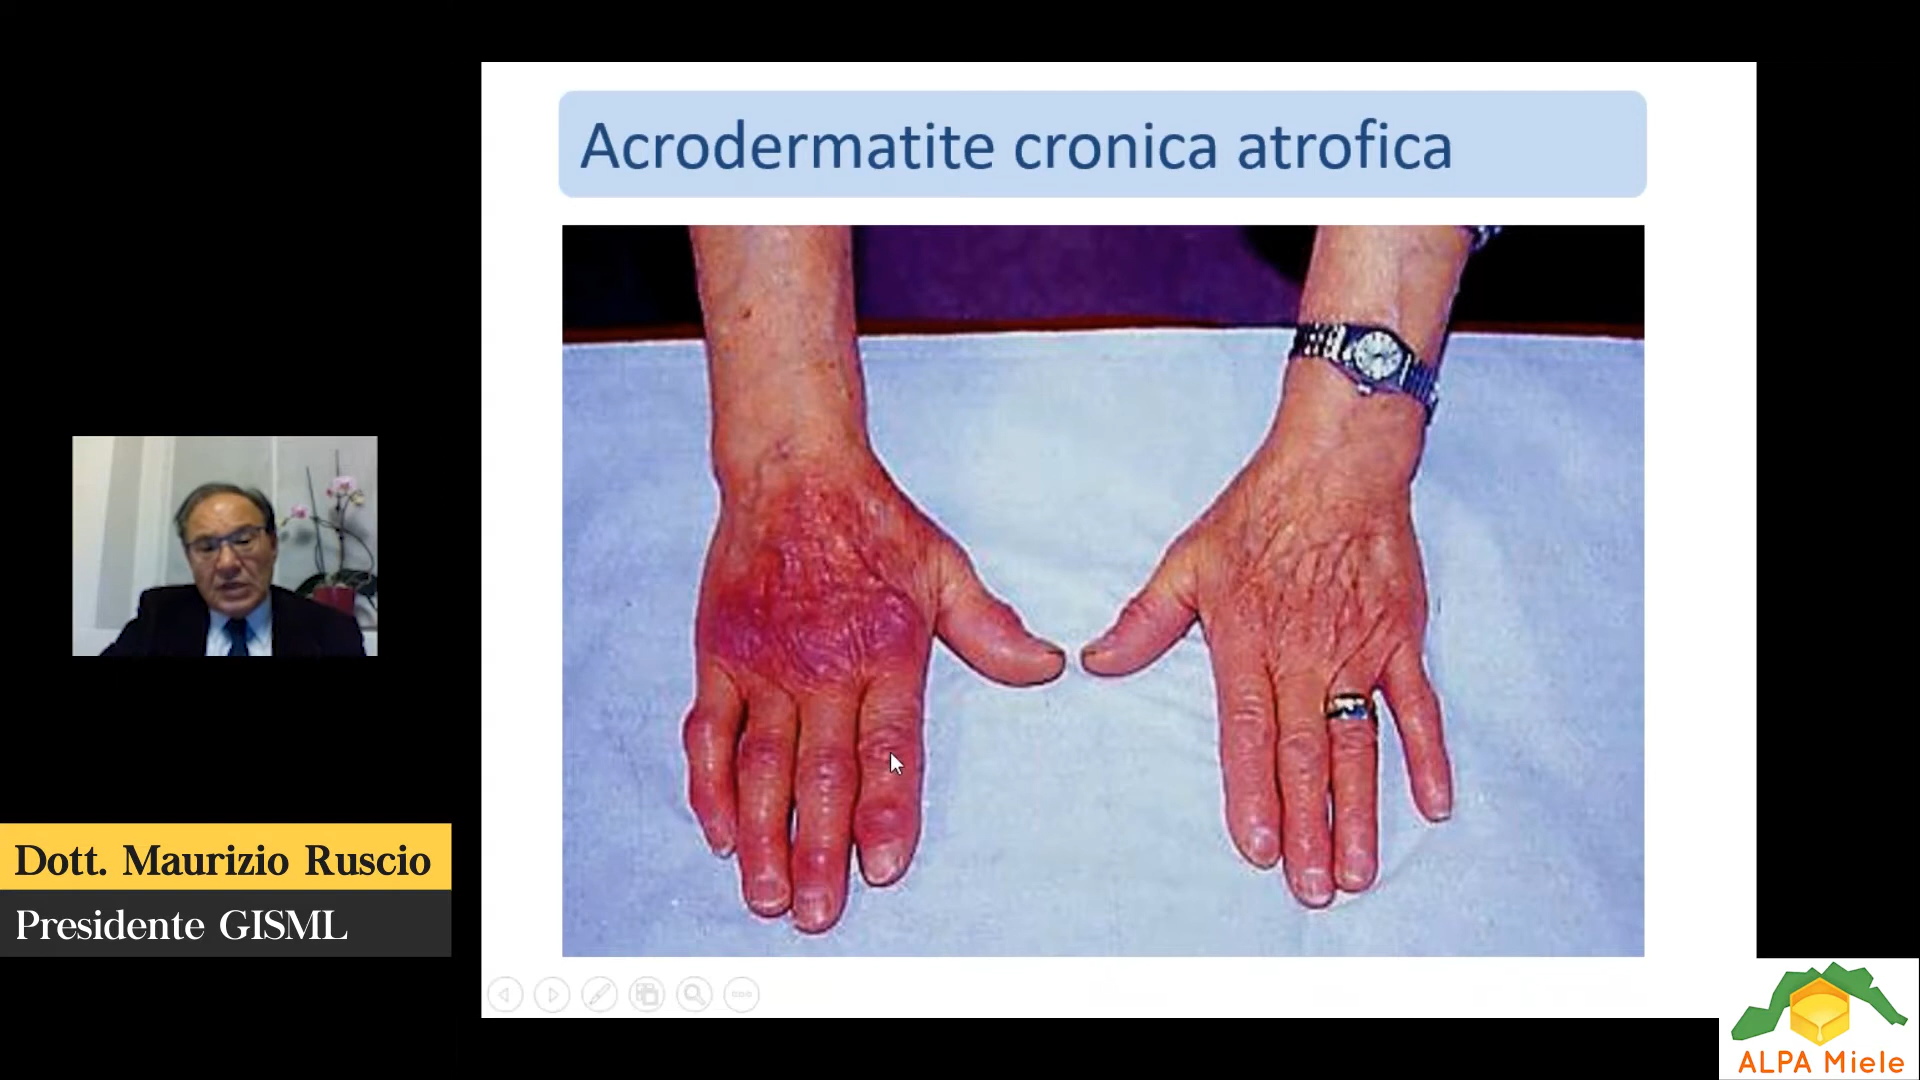 Acrodermatite cronica atrofica
Dott. Maurizio Ruscio
Presidente GISML
ALPA Miele